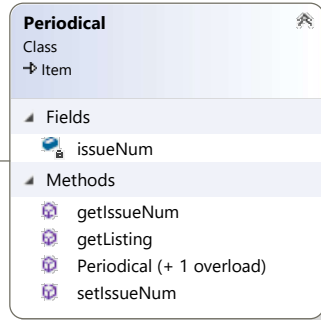 Periodical
Class
Item
Fields
issueNum
Methods
getIssueNum
getListing
Periodical (+ 1 overload)
setIssueNum